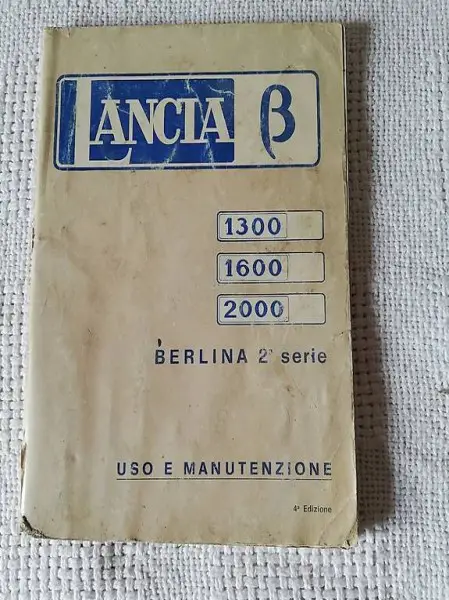 LANCIA β
1300
1600
2000
BERLINA 2ª serie
USO E MANUTENZIONE
4ª Edizione